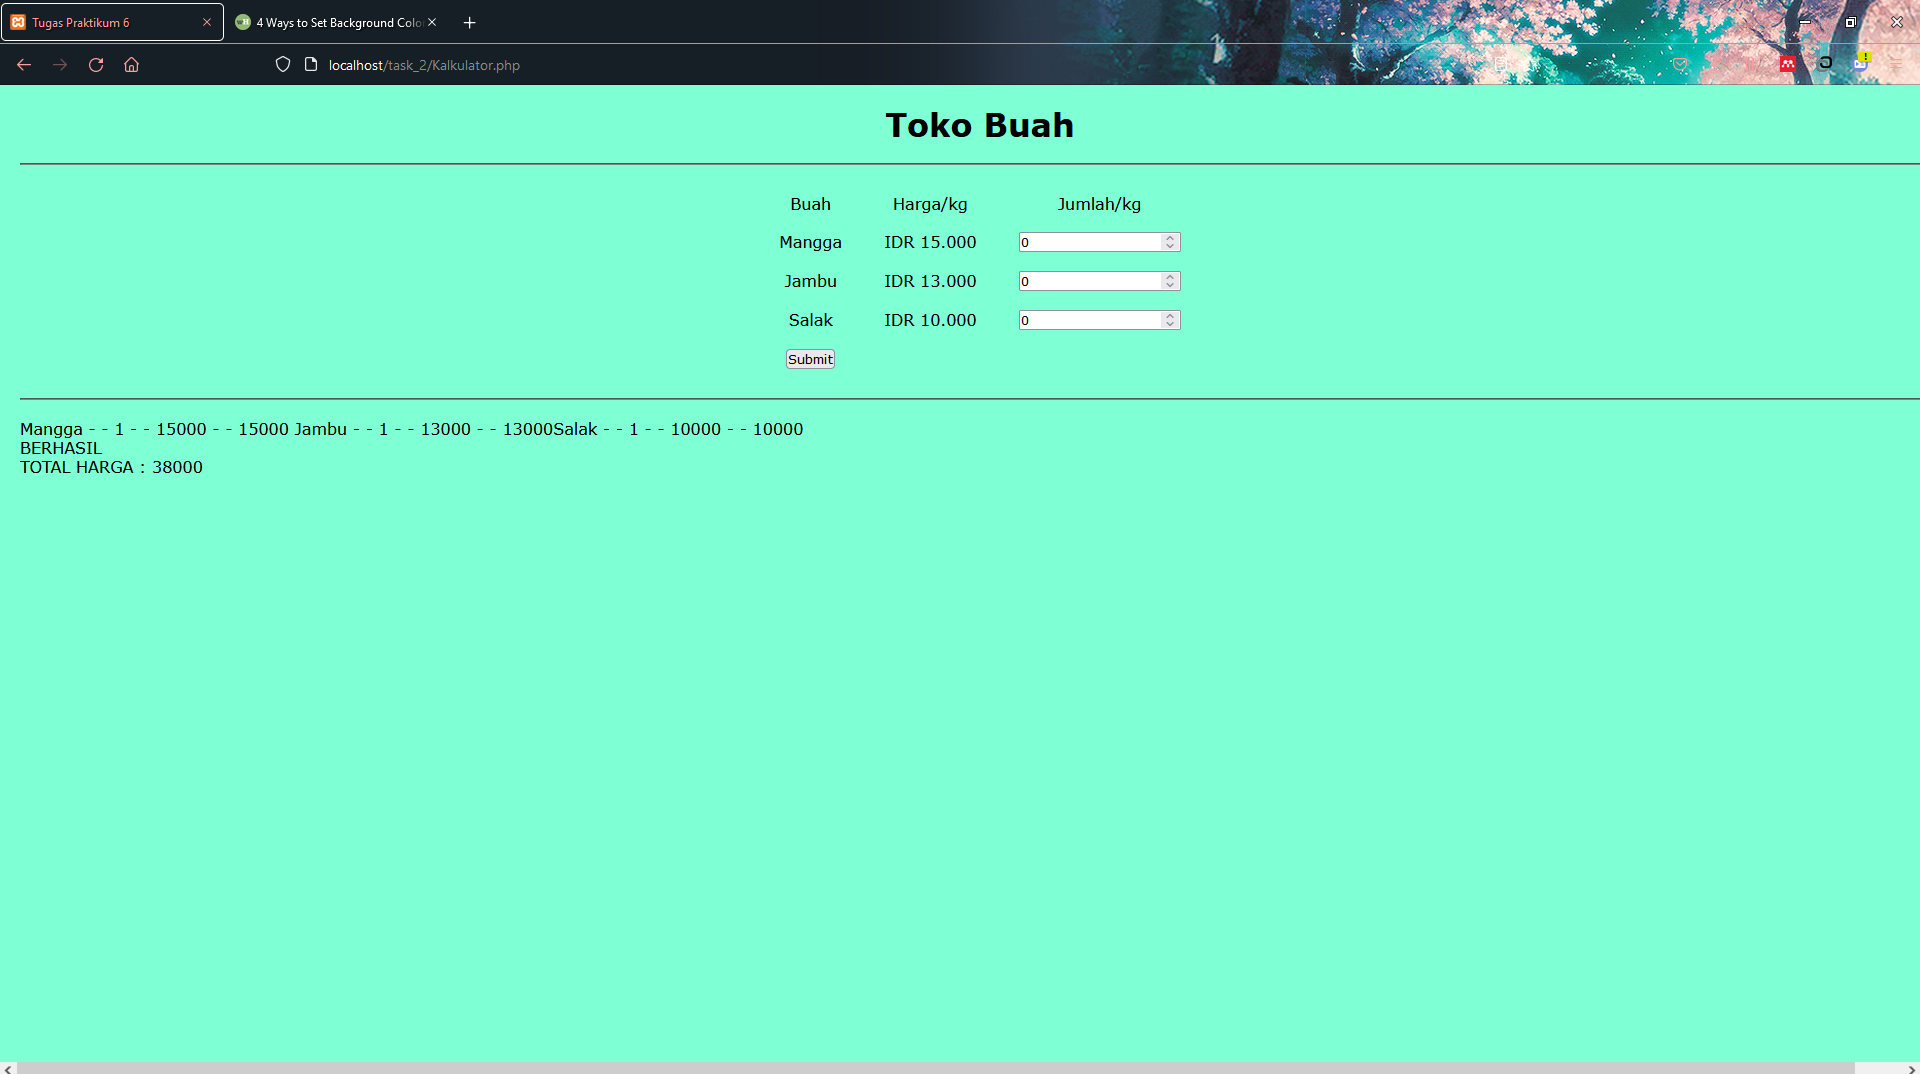 Tugas Praktikum 6
4 Ways to Set Background Colo
localhost/task_2/Kalkulator.php
Toko Buah
Buah Harga/kg Jumlah/kg
Mangga IDR 15.000 0
Jambu IDR 13.000 0
Salak IDR 10.000 0
Submit
Mangga - - 1 - - 15000 - - 15000 Jambu - - 1 - - 13000 - - 13000Salak - - 1 - - 10000 - - 10000
BERHASIL
TOTAL HARGA : 38000